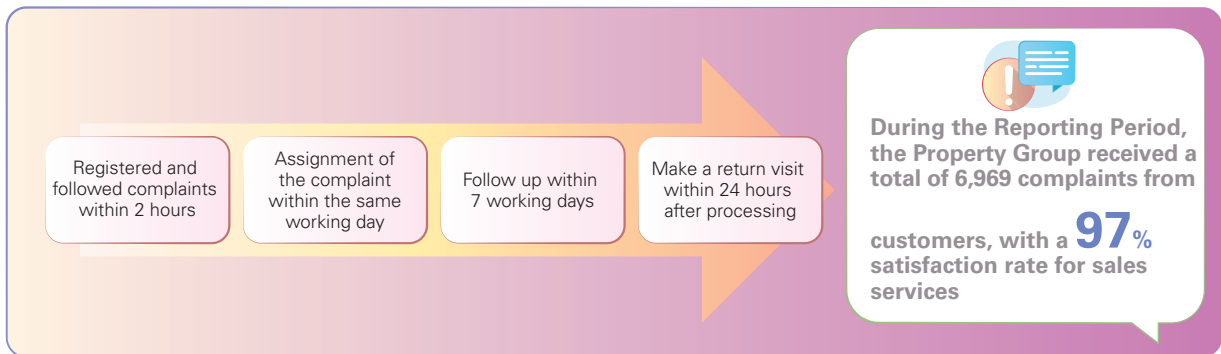 Registered and
followed complaints
within 2 hours
Assignment of
the complaint
within the same
working day
Follow up within
7 working days
Make a return visit
within 24 hours
after processing
During the Reporting Period,
the Property Group received a
total of 6,969 complaints from
customers, with a 97%
satisfaction rate for sales
services